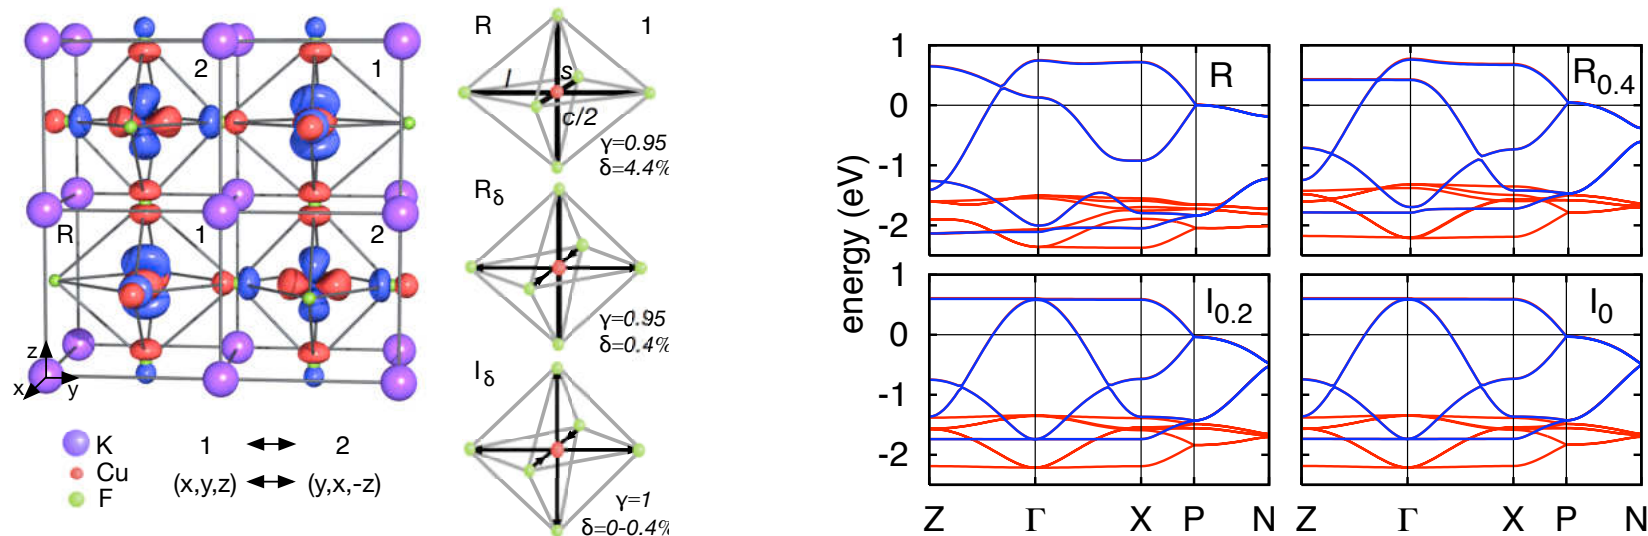 2
1
R
1
2
z
x
y
K
Cu
F
1 ↔ 2
(x,y,z) ↔ (y,x,-z)
R
1
l
s
c/2
γ=0.95
δ=4.4%
Rδ
γ=0.95
δ=0.4%
Iδ
γ=1
δ=0-0.4%
energy (eV)
1
0
-1
-2
1
0
-1
-2
R
R0.4
I0.2
I0
Z Γ X P N
Z Γ X P N